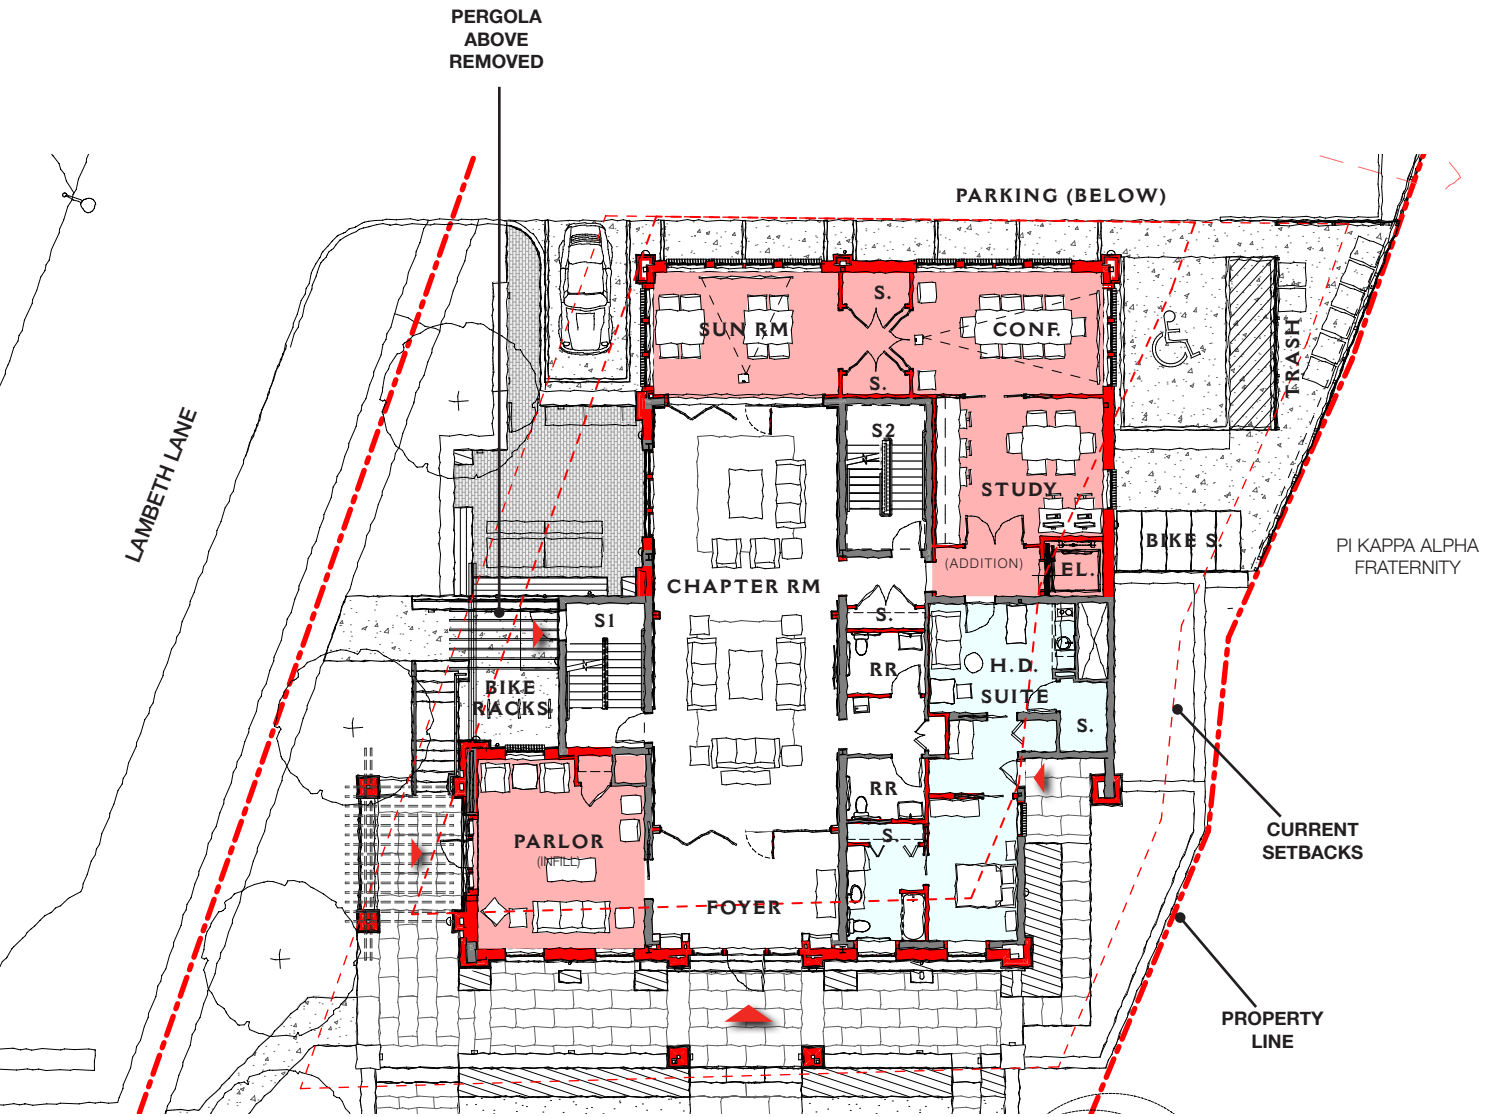 PERGOLA
ABOVE
REMOVED
PARKING (BELOW)
LAMBETH LANE
S.
SUN RM
CONF.
TRASH
S.
S2
STUDY
BIKE S.
PI KAPPA ALPHA
FRATERNITY
(ADDITION)
EL.
CHAPTER RM
S1
S.
RR
H.D.
SUITE
BIKE
RACKS
S.
RR
CURRENT
SETBACKS
PARLOR
(INFILL)
S.
FOYER
PROPERTY
LINE